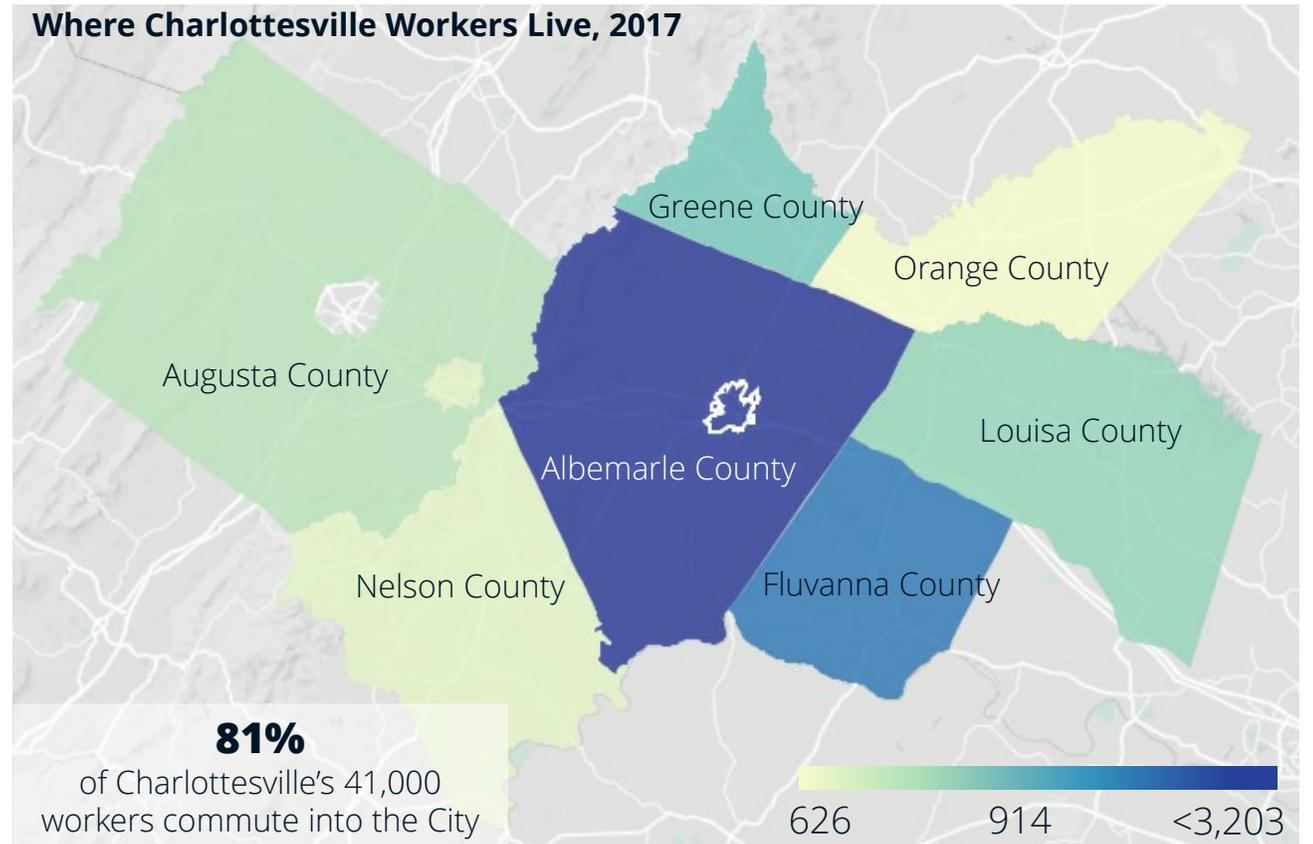 Where Charlottesville Workers Live, 2017
Greene County
Orange County
Augusta County
Louisa County
Albemarle County
Nelson County
Fluvanna County
81%
of Charlottesville's 41,000
workers commute into the City
626 914 <3,203